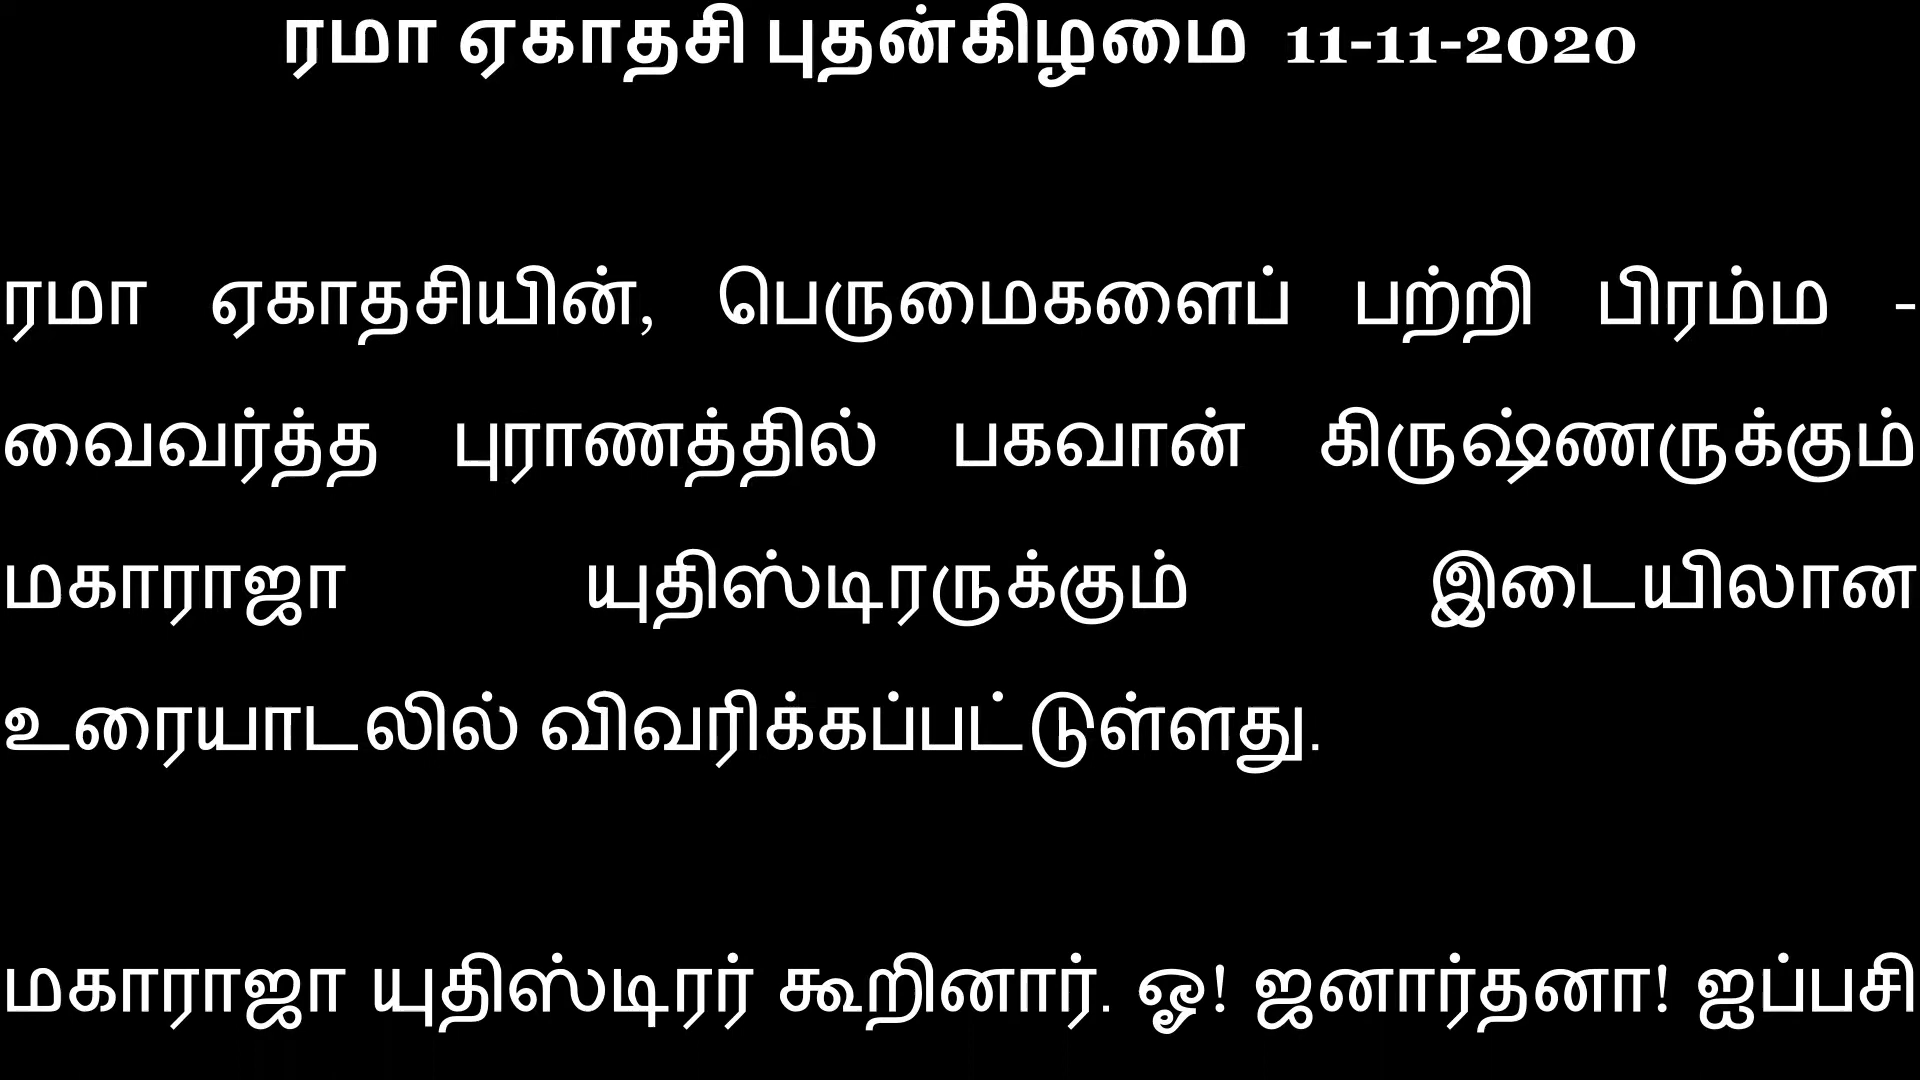 ரமா ஏகாதசி புதன்கிழமை 11-11-2020
ரமா ஏகாதசியின், பெருமைகளைப் பற்றி பிரம்ம -
வைவர்த்த புராணத்தில் பகவான் கிருஷ்ணருக்கும்
மகாராஜா யுதிஸ்டிரருக்கும் இடையிலான
உரையாடலில் விவரிக்கப்பட்டுள்ளது.
மகாராஜா யுதிஸ்டிரர் கூறினார். ஓ! ஜனார்தனா! ஐப்பசி